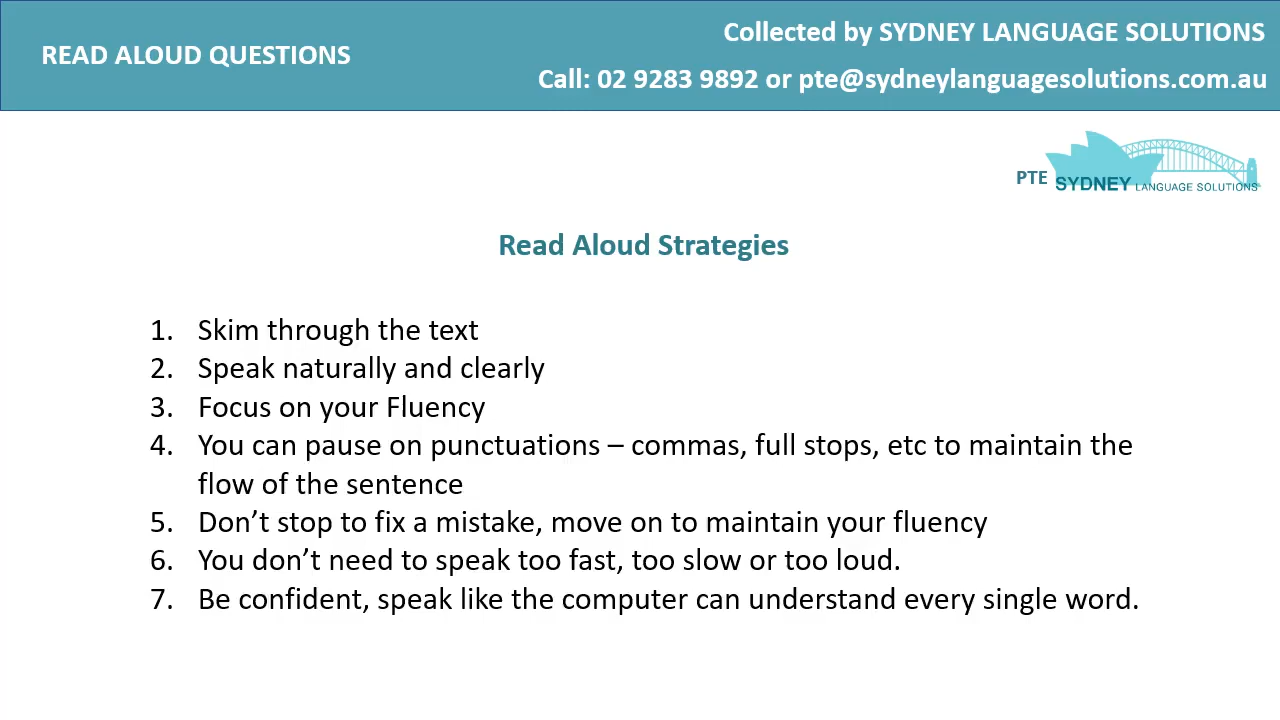 READ ALOUD QUESTIONS
Collected by SYDNEY LANGUAGE SOLUTIONS
Call: 02 9283 9892 or pte@sydneylanguagesolutions.com.au
PTE SYDNEY LANGUAGE SOLUTIONS
Read Aloud Strategies
1. Skim through the text
2. Speak naturally and clearly
3. Focus on your Fluency
4. You can pause on punctuations – commas, full stops, etc to maintain the
flow of the sentence
5. Don’t stop to fix a mistake, move on to maintain your fluency
6. You don’t need to speak too fast, too slow or too loud.
7. Be confident, speak like the computer can understand every single word.